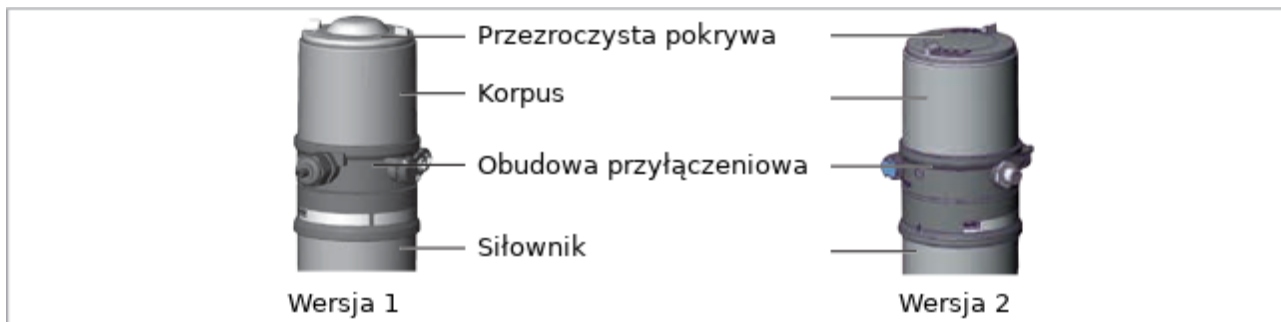 Przezroczysta pokrywa
Korpus
Obudowa przyłączeniowa
Siłownik
Wersja 1
Wersja 2